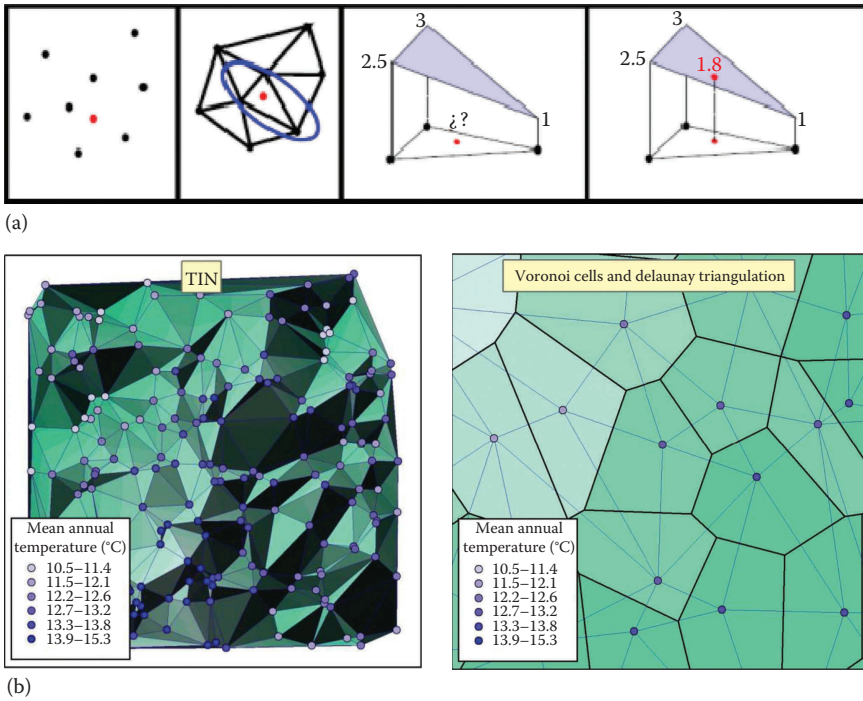 3
2.5
¿?
1
3
2.5
1.8
1
(a)
TIN
Mean annual
temperature (°C)
10.5–11.4
11.5–12.1
12.2–12.6
12.7–13.2
13.3–13.8
13.9–15.3
Voronoi cells and delaunay triangulation
Mean annual
temperature (°C)
10.5–11.4
11.5–12.1
12.2–12.6
12.7–13.2
13.3–13.8
13.9–15.3
(b)